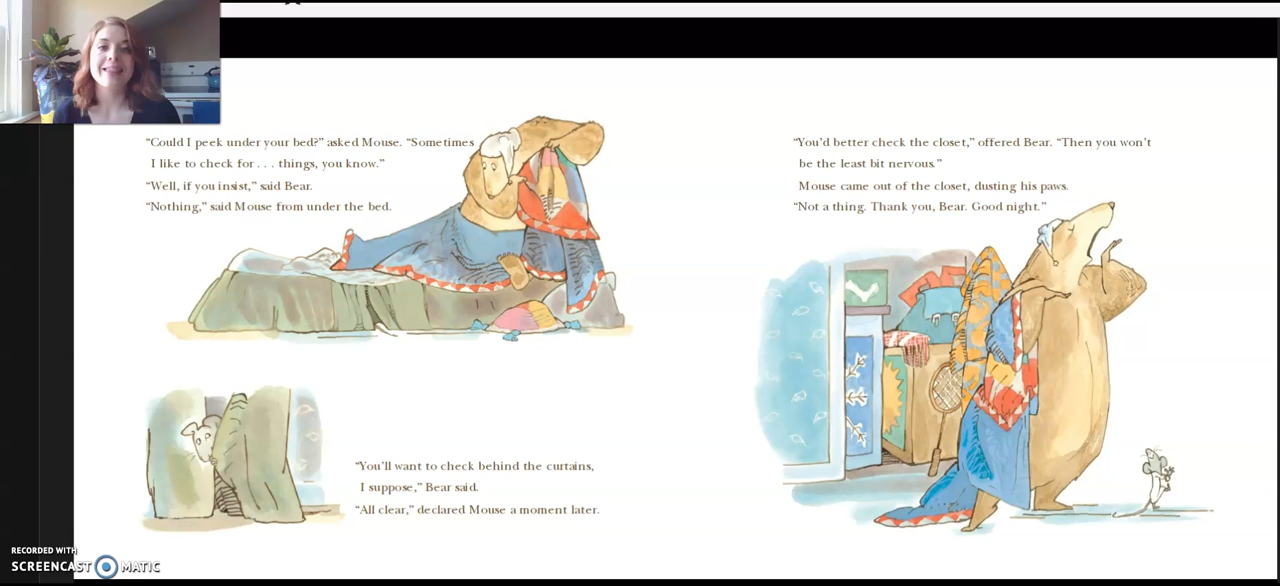 “Could I peek under your bed?” asked Mouse. “Sometimes
I like to check for . . . things, you know.”
“Well, if you insist,” said Bear.
“Nothing,” said Mouse from under the bed.
“You’ll want to check behind the curtains,
I suppose,” Bear said.
“All clear,” declared Mouse a moment later.
“You’d better check the closet,” offered Bear. “Then you won’t
be the least bit nervous.”
Mouse came out of the closet, dusting his paws.
“Not a thing. Thank you, Bear. Good night.”
RECORDED WITH
SCREENCAST MATIC